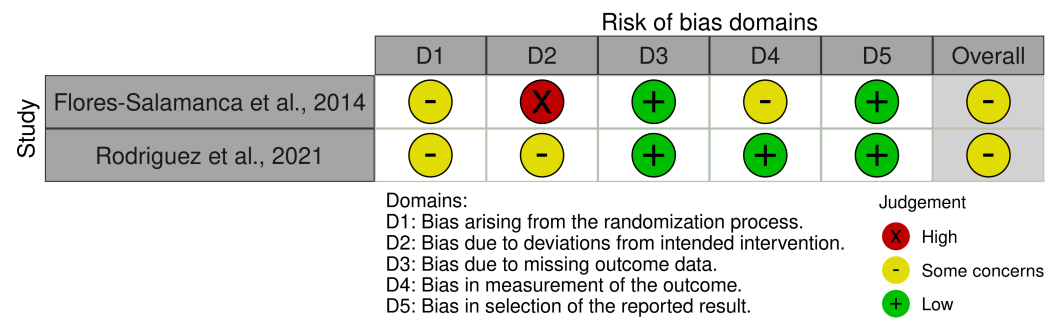 Risk of bias domains
D1 D2 D3 D4 D5 Overall
Study
Flores-Salamanca et al., 2014 - X + - + -
Rodriguez et al., 2021 - - + + + -
Domains:
D1: Bias arising from the randomization process.
D2: Bias due to deviations from intended intervention.
D3: Bias due to missing outcome data.
D4: Bias in measurement of the outcome.
D5: Bias in selection of the reported result.
Judgement
X High
- Some concerns
+ Low